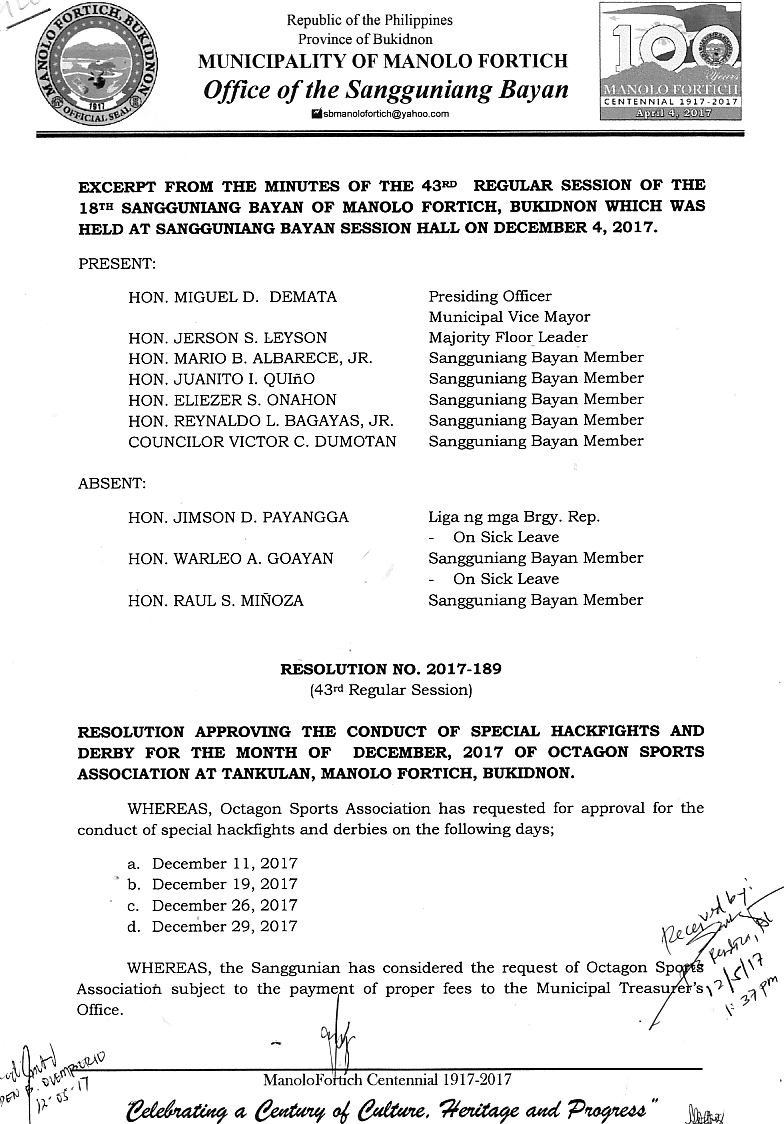 MANOLO FORTICH, BUKIDNON
1917
OFFICIAL SEAL
Republic of the Philippines
Province of Bukidnon
MUNICIPALITY OF MANOLO FORTICH
Office of the Sangguniang Bayan
sbmanolofortich@yahoo.com
100
Years
MANOLO FORTICH
CENTENNIAL 1917-2017
April 4, 2017
EXCERPT FROM THE MINUTES OF THE 43RD REGULAR SESSION OF THE
18TH SANGGUNIANG BAYAN OF MANOLO FORTICH, BUKIDNON WHICH WAS
HELD AT SANGGUNIANG BAYAN SESSION HALL ON DECEMBER 4, 2017.
PRESENT:
HON. MIGUEL D. DEMATA Presiding Officer
Municipal Vice Mayor
HON. JERSON S. LEYSON Majority Floor Leader
HON. MARIO B. ALBARECE, JR. Sangguniang Bayan Member
HON. JUANITO I. QUIñO Sangguniang Bayan Member
HON. ELIEZER S. ONAHON Sangguniang Bayan Member
HON. REYNALDO L. BAGAYAS, JR. Sangguniang Bayan Member
COUNCILOR VICTOR C. DUMOTAN Sangguniang Bayan Member
ABSENT:
HON. JIMSON D. PAYANGGA Liga ng mga Brgy. Rep.
- On Sick Leave
HON. WARLEO A. GOAYAN Sangguniang Bayan Member
- On Sick Leave
HON. RAUL S. MIÑOZA Sangguniang Bayan Member
RESOLUTION NO. 2017-189
(43rd Regular Session)
RESOLUTION APPROVING THE CONDUCT OF SPECIAL HACKFIGHTS AND
DERBY FOR THE MONTH OF DECEMBER, 2017 OF OCTAGON SPORTS
ASSOCIATION AT TANKULAN, MANOLO FORTICH, BUKIDNON.
WHEREAS, Octagon Sports Association has requested for approval for the
conduct of special hackfights and derbies on the following days;
a. December 11, 2017
b. December 19, 2017
c. December 26, 2017
d. December 29, 2017
WHEREAS, the Sanggunian has considered the request of Octagon Sports
Association subject to the payment of proper fees to the Municipal Treasurer's
Office.
Received by:
12/5/17
1:37 pm
12-05-17
ManoloFortich Centennial 1917-2017
"Celebrating a Century of Culture, Heritage and Progress"